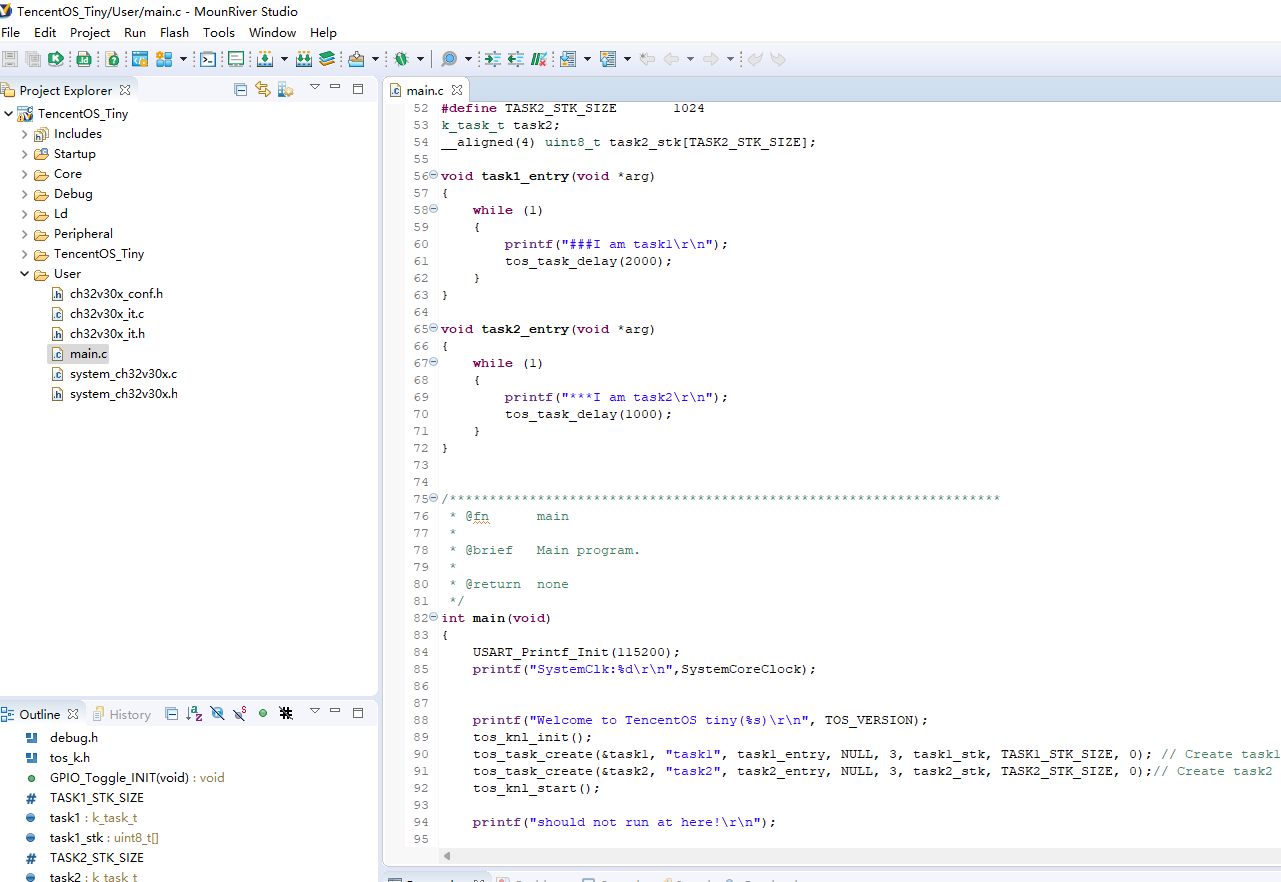 TencentOS_Tiny/User/main.c - MounRiver Studio
File Edit Project Run Flash Tools Window Help
Project Explorer
TencentOS_Tiny
Includes
Startup
Core
Debug
Ld
Peripheral
TencentOS_Tiny
User
ch32v30x_conf.h
ch32v30x_it.c
ch32v30x_it.h
main.c
system_ch32v30x.c
system_ch32v30x.h
Outline History
debug.h
tos_k.h
GPIO_Toggle_INIT(void) : void
TASK1_STK_SIZE
task1 : k_task_t
task1_stk : uint8_t[]
TASK2_STK_SIZE
task2 : k_task_t
main.c
52 #define TASK2_STK_SIZE 1024
53 k_task_t task2;
54 __aligned(4) uint8_t task2_stk[TASK2_STK_SIZE];
55
56 void task1_entry(void *arg)
57 {
58 while (1)
59 {
60 printf("###I am task1\r\n");
61 tos_task_delay(2000);
62 }
63 }
64
65 void task2_entry(void *arg)
66 {
67 while (1)
68 {
69 printf("***I am task2\r\n");
70 tos_task_delay(1000);
71 }
72 }
73
74
75 /*********************************************************************
76 * @fn main
77 *
78 * @brief Main program.
79 *
80 * @return none
81 */
82 int main(void)
83 {
84 USART_Printf_Init(115200);
85 printf("SystemClk:%d\r\n",SystemCoreClock);
86
87
88 printf("Welcome to TencentOS tiny(%s)\r\n", TOS_VERSION);
89 tos_knl_init();
90 tos_task_create(&task1, "task1", task1_entry, NULL, 3, task1_stk, TASK1_STK_SIZE, 0); // Create task1
91 tos_task_create(&task2, "task2", task2_entry, NULL, 3, task2_stk, TASK2_STK_SIZE, 0);// Create task2
92 tos_knl_start();
93
94 printf("should not run at here!\r\n");
95